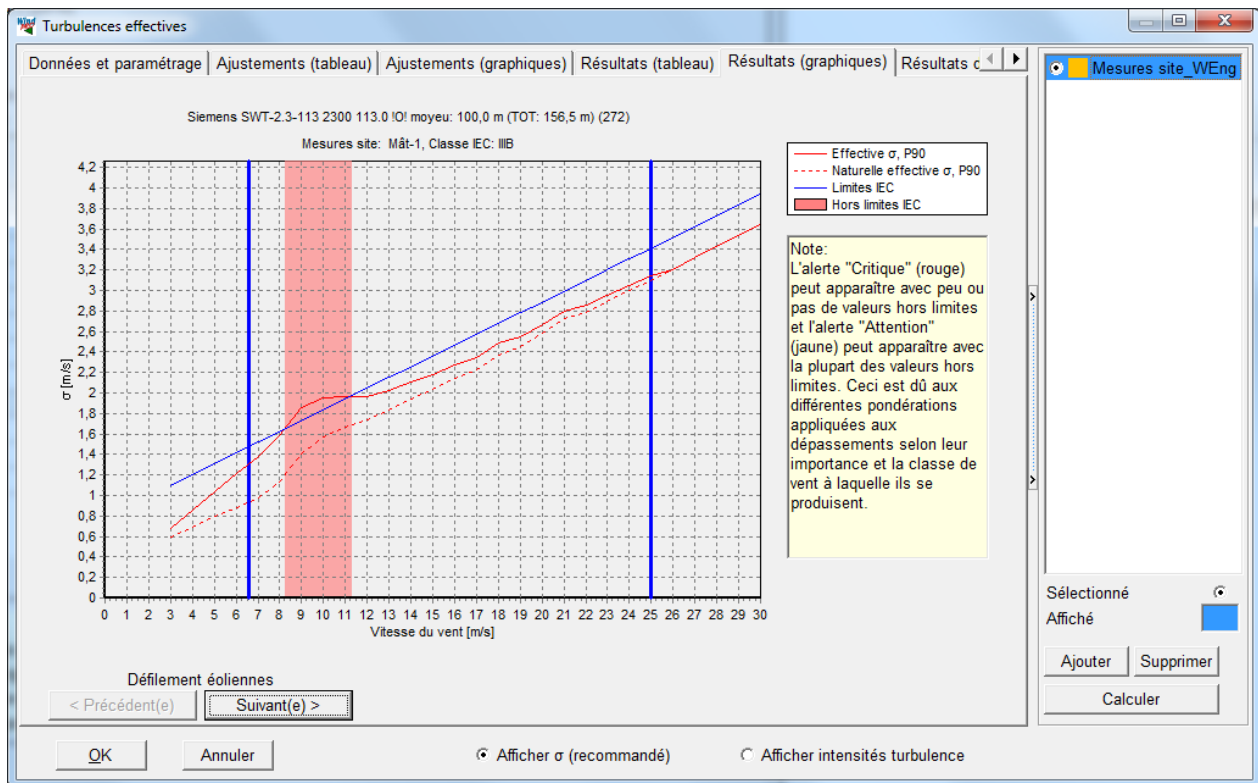 Turbulences effectives
Données et paramétrage
Ajustements (tableau)
Ajustements (graphiques)
Résultats (tableau)
Résultats (graphiques)
Siemens SWT-2.3-113 2300 113.0 !O! moyeu: 100,0 m (TOT: 156,5 m) (272)
Mesures site: Mât-1, Classe IEC: IIIB
4,2
4
3,8
3,6
3,4
3,2
3
2,8
2,6
2,4
2,2
2
1,8
1,6
1,4
1,2
1
0,8
0,6
0,4
0,2
0
σ [m/s]
0 1 2 3 4 5 6 7 8 9 10 11 12 13 14 15 16 17 18 19 20 21 22 23 24 25 26 27 28 29 30
Vitesse du vent [m/s]
Effective σ, P90
Naturelle effective σ, P90
Limites IEC
Hors limites IEC
Note:
L'alerte "Critique" (rouge)
peut apparaître avec peu ou
pas de valeurs hors limites
et l'alerte "Attention"
(jaune) peut apparaître avec
la plupart des valeurs hors
limites. Ceci est dû aux
différentes pondérations
appliquées aux
dépassements selon leur
importance et la classe de
vent à laquelle ils se
produisent.
Défilement éoliennes
< Précédent(e)
Suivant(e) >
OK
Annuler
Afficher σ (recommandé)
Afficher intensités turbulence
Mesures site_WEng
Sélectionné
Affiché
Ajouter
Supprimer
Calculer